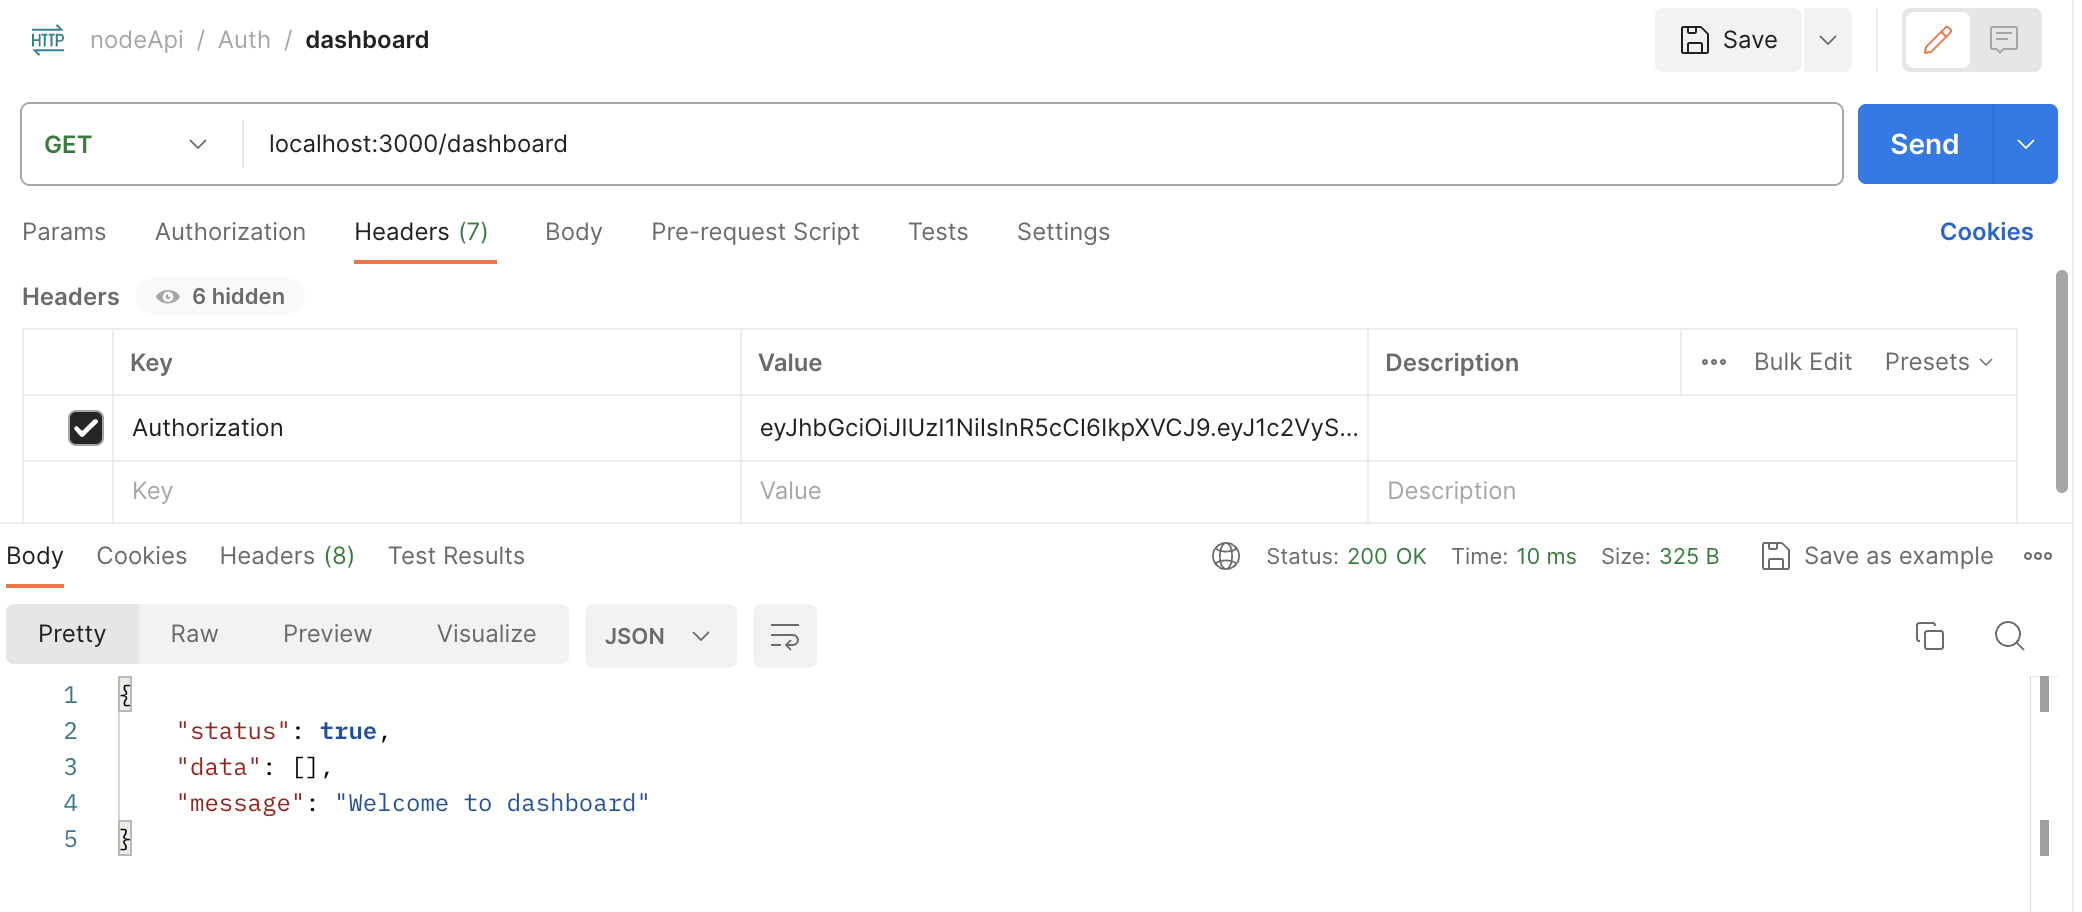 HTTP nodeApi / Auth / dashboard Save
GET localhost:3000/dashboard Send
Params Authorization Headers (7) Body Pre-request Script Tests Settings Cookies
Headers 6 hidden
Key Value Description Bulk Edit Presets
Authorization eyJhbGciOiJIUzI1NiIsInR5cCI6IkpXVCJ9.eyJ1c2VyS...
Key Value Description
Body Cookies Headers (8) Test Results Status: 200 OK Time: 10 ms Size: 325 B Save as example
Pretty Raw Preview Visualize JSON
1 {
2 "status": true,
3 "data": [],
4 "message": "Welcome to dashboard"
5 }